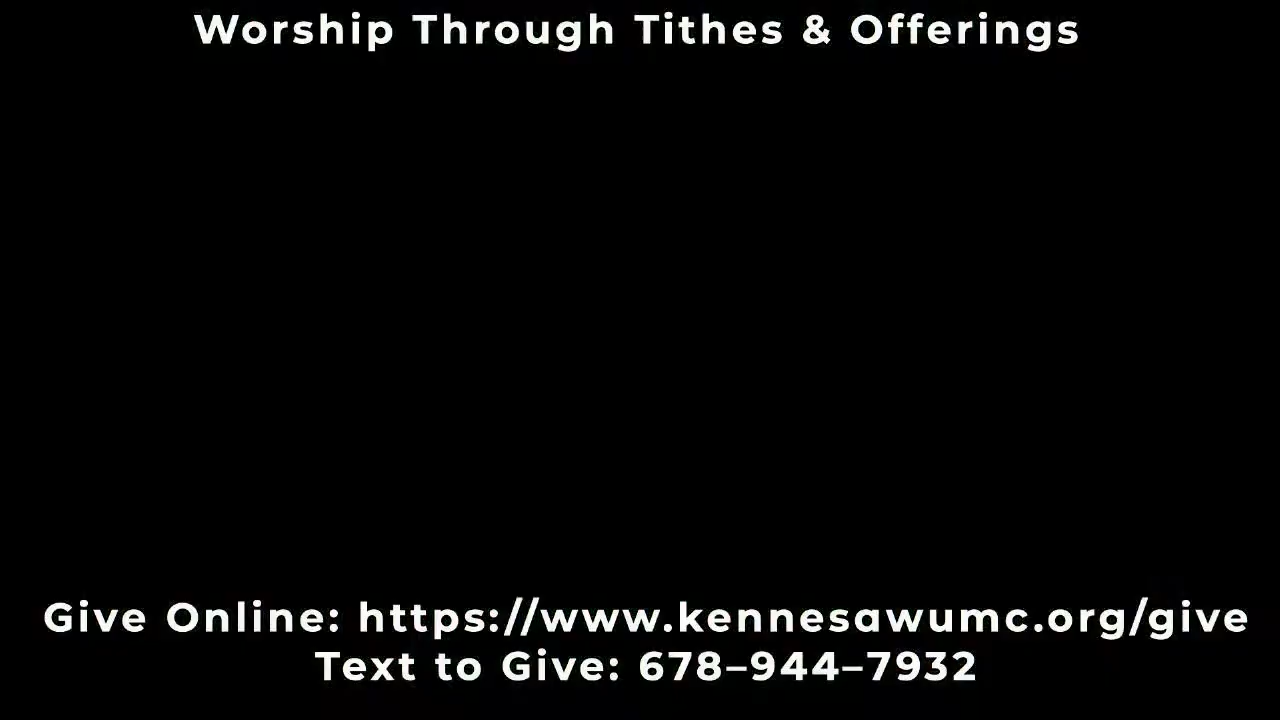 Worship Through Tithes & Offerings
Give Online: https://www.kennesawumc.org/give
Text to Give: 678–944–7932